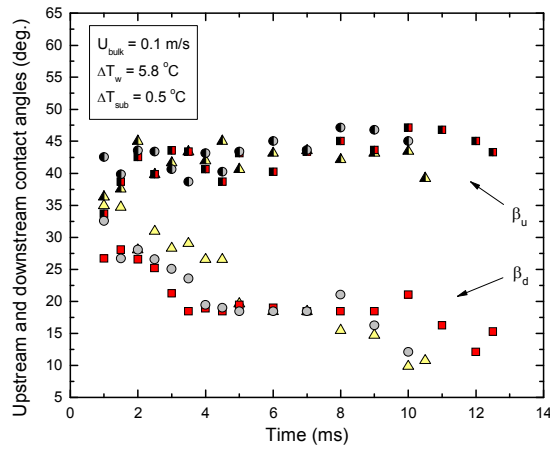 Upstream and downstream contact angles (deg.)
65
60
55
50
45
40
35
30
25
20
15
10
5
U_bulk = 0.1 m/s
ΔT_w = 5.8 °C
ΔT_sub = 0.5 °C
β_u
β_d
0 2 4 6 8 10 12 14
Time (ms)